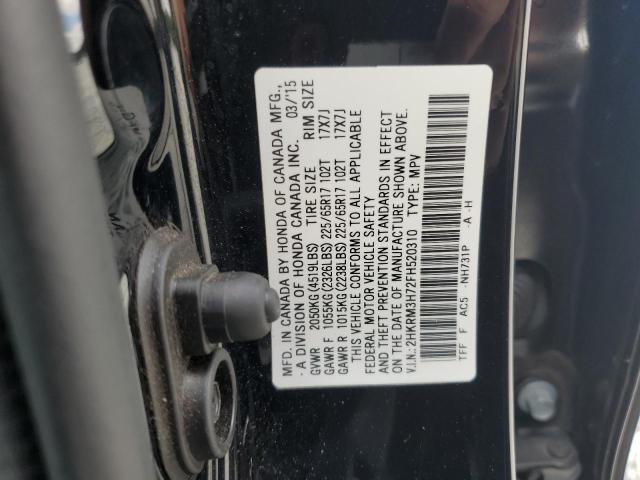 MFD. IN CANADA BY HONDA OF CANADA MFG.,
A DIVISION OF HONDA CANADA INC. 03/'15
GVWR 2050KG(4519LBS) TIRE SIZE RIM SIZE
GAWR F 1055KG(2326LBS) 225/65R17 102T 17X7J
GAWR R 1015KG(2238LBS) 225/65R17 102T 17X7J
THIS VEHICLE CONFORMS TO ALL APPLICABLE
FEDERAL MOTOR VEHICLE SAFETY
AND THEFT PREVENTION STANDARDS IN EFFECT
ON THE DATE OF MANUFACTURE SHOWN ABOVE.
V.I.N.: 2HKRM3H72FH520310 TYPE: MPV
TFF F AC5 -NH731P -A -H